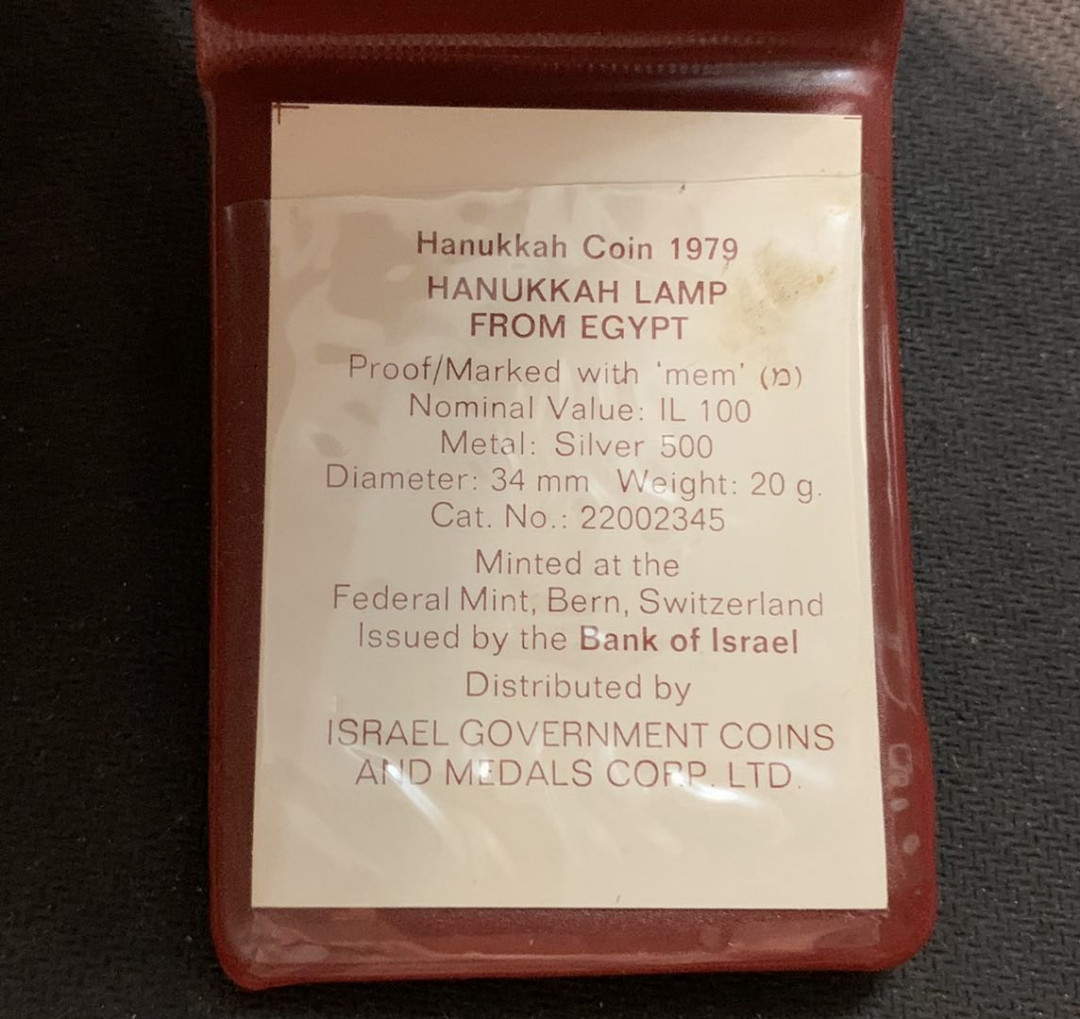 Hanukkah Coin 1979
HANUKKAH LAMP
FROM EGYPT
Proof/Marked with 'mem' (מ)
Nominal Value: IL 100
Metal: Silver 500
Diameter: 34 mm Weight: 20 g.
Cat. No.: 22002345
Minted at the
Federal Mint, Bern, Switzerland
Issued by the Bank of Israel
Distributed by
ISRAEL GOVERNMENT COINS
AND MEDALS CORP. LTD.